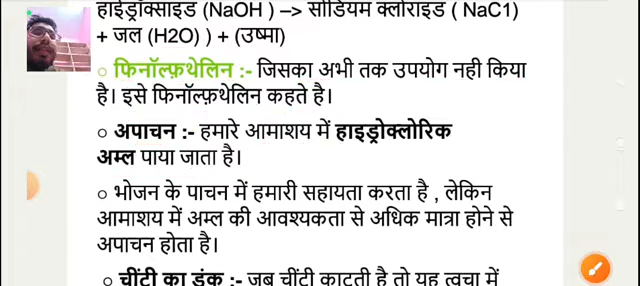 हाईड्रॉक्साइड (NaOH ) –> सोडियम क्लोराइड ( NaC1)
+ जल (H2O) ) + (उष्मा)
○ फिनॉल्फ़थेलिन :- जिसका अभी तक उपयोग नही किया
है। इसे फिनॉल्फ़थेलिन कहते है।
○ अपाचन :- हमारे आमाशय में हाइड्रोक्लोरिक
अम्ल पाया जाता है।
○ भोजन के पाचन में हमारी सहायता करता है , लेकिन
आमाशय में अम्ल की आवश्यकता से अधिक मात्रा होने से
अपाचन होता है।
○ चींटी का डंक :- जब चींटी काटती है तो यह त्वचा में